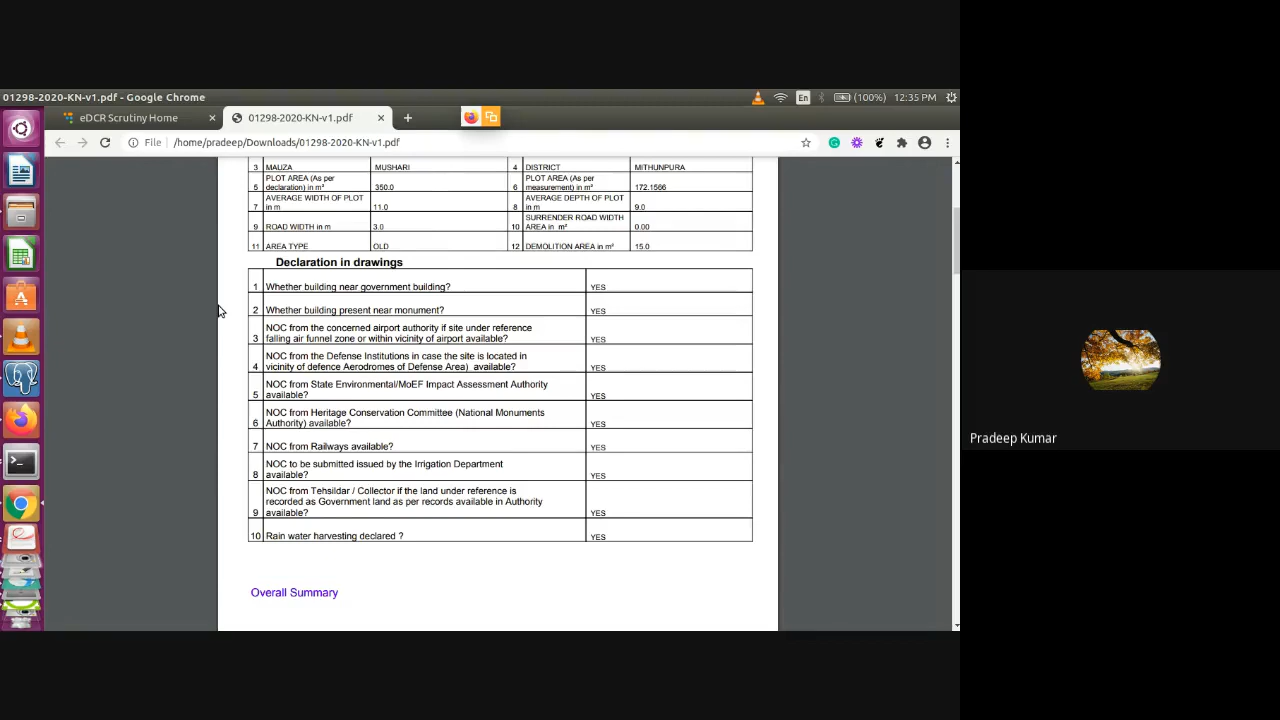 01298-2020-KN-v1.pdf - Google Chrome
En (100%) 12:35 PM
eDCR Scrutiny Home × 01298-2020-KN-v1.pdf × +
File /home/pradeep/Downloads/01298-2020-KN-v1.pdf
3 MAUZA MUSHARI 4 DISTRICT MITHUNPURA
5 PLOT AREA (As per declaration) in m² 350.0 6 PLOT AREA (As per measurement) in m² 172.1566
7 AVERAGE WIDTH OF PLOT in m 11.0 8 AVERAGE DEPTH OF PLOT in m 9.0
9 ROAD WIDTH in m 3.0 10 SURRENDER ROAD WIDTH AREA in m² 0.00
11 AREA TYPE OLD 12 DEMOLITION AREA in m² 15.0
Declaration in drawings
1 Whether building near government building? YES
2 Whether building present near monument? YES
3 NOC from the concerned airport authority if site under reference
falling air funnel zone or within vicinity of airport available? YES
4 NOC from the Defense Institutions in case the site is located in
vicinity of defence Aerodromes of Defense Area) available? YES
5 NOC from State Environmental/MoEF Impact Assessment Authority
available? YES
6 NOC from Heritage Conservation Committee (National Monuments
Authority) available? YES
7 NOC from Railways available? YES
8 NOC to be submitted issued by the Irrigation Department
available? YES
9 NOC from Tehsildar / Collector if the land under reference is
recorded as Government land as per records available in Authority
available? YES
10 Rain water harvesting declared ? YES
Overall Summary
Pradeep Kumar